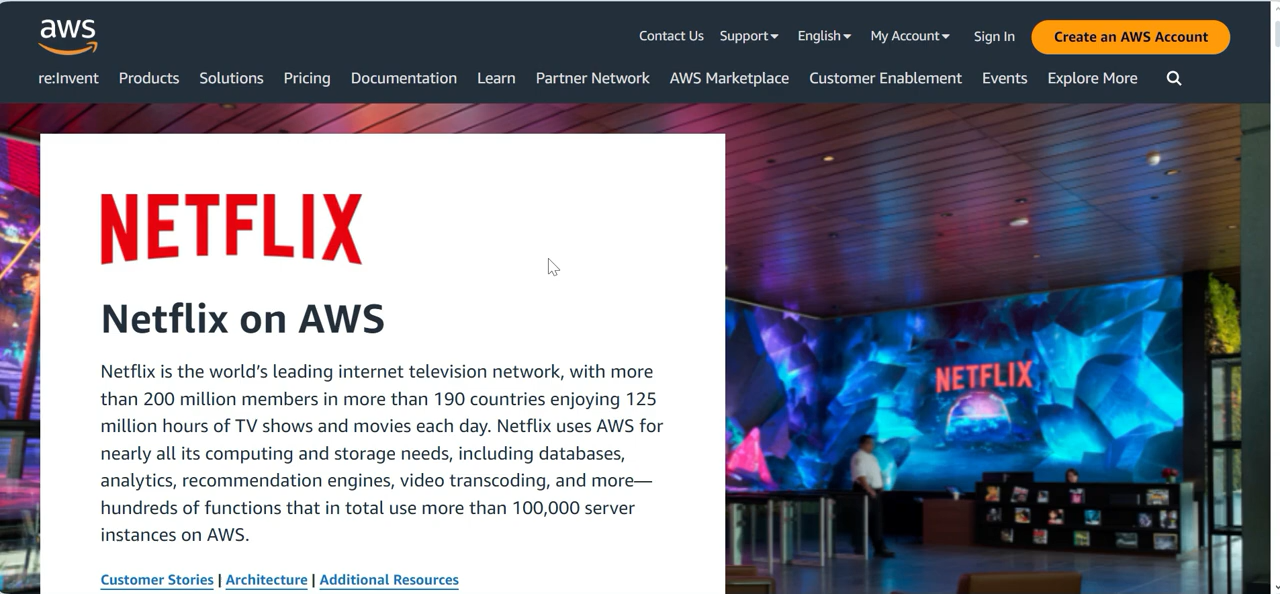 aws
Contact Us Support English My Account Sign In Create an AWS Account
re:Invent Products Solutions Pricing Documentation Learn Partner Network AWS Marketplace Customer Enablement Events Explore More
NETFLIX
Netflix on AWS
Netflix is the world’s leading internet television network, with more
than 200 million members in more than 190 countries enjoying 125
million hours of TV shows and movies each day. Netflix uses AWS for
nearly all its computing and storage needs, including databases,
analytics, recommendation engines, video transcoding, and more—
hundreds of functions that in total use more than 100,000 server
instances on AWS.
Customer Stories | Architecture | Additional Resources
NETFLIX